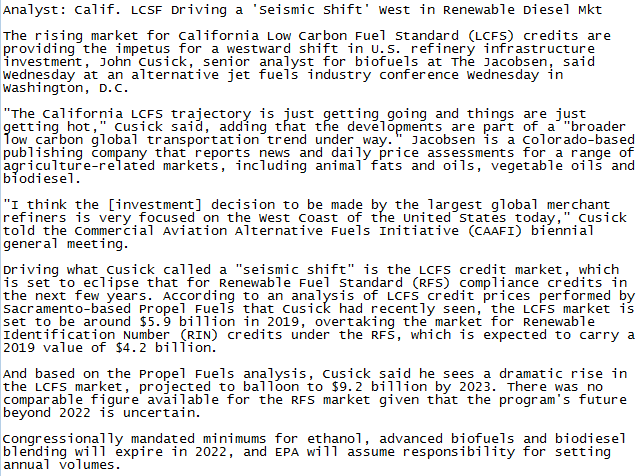 Analyst: Calif. LCSF Driving a 'Seismic Shift' West in Renewable Diesel Mkt
The rising market for California Low Carbon Fuel Standard (LCFS) credits are
providing the impetus for a westward shift in U.S. refinery infrastructure
investment, John Cusick, senior analyst for biofuels at The Jacobsen, said
Wednesday at an alternative jet fuels industry conference Wednesday in
Washington, D.C.
"The California LCFS trajectory is just getting going and things are just
getting hot," Cusick said, adding that the developments are part of a "broader
low carbon global transportation trend under way." Jacobsen is a Colorado-based
publishing company that reports news and daily price assessments for a range of
agriculture-related markets, including animal fats and oils, vegetable oils and
biodiesel.
"I think the [investment] decision to be made by the largest global merchant
refiners is very focused on the West Coast of the United States today," Cusick
told the Commercial Aviation Alternative Fuels Initiative (CAAFI) biennial
general meeting.
Driving what Cusick called a "seismic shift" is the LCFS credit market, which
is set to eclipse that for Renewable Fuel Standard (RFS) compliance credits in
the next few years. According to an analysis of LCFS credit prices performed by
Sacramento-based Propel Fuels that Cusick had recently seen, the LCFS market is
set to be around $5.9 billion in 2019, overtaking the market for Renewable
Identification Number (RIN) credits under the RFS, which is expected to carry a
2019 value of $4.2 billion.
And based on the Propel Fuels analysis, Cusick said he sees a dramatic rise in
the LCFS market, projected to balloon to $9.2 billion by 2023. There was no
comparable figure available for the RFS market given that the program's future
beyond 2022 is uncertain.
Congressionally mandated minimums for ethanol, advanced biofuels and biodiesel
blending will expire in 2022, and EPA will assume responsibility for setting
annual volumes.